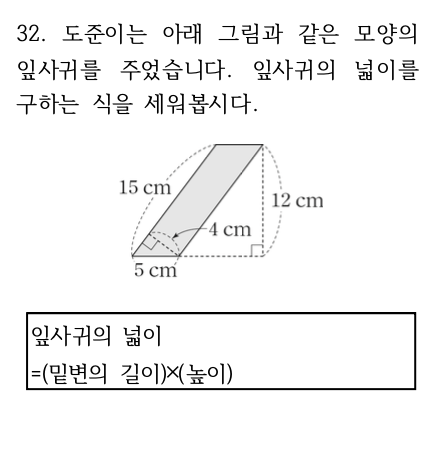 32. 도준이는 아래 그림과 같은 모양의
잎사귀를 주었습니다. 잎사귀의 넓이를
구하는 식을 세워봅시다.
15 cm
12 cm
4 cm
5 cm
잎사귀의 넓이
=(밑변의 길이)×(높이)